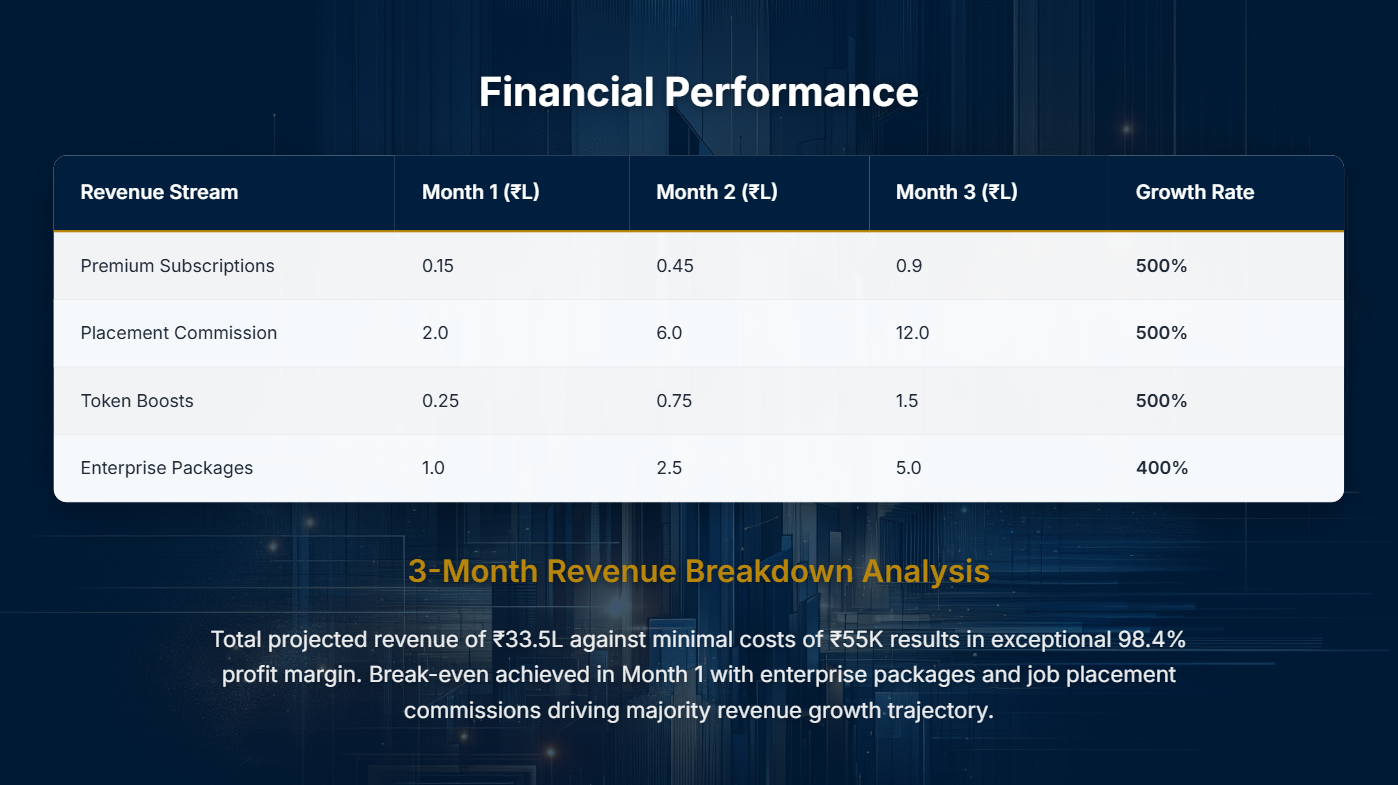 Financial Performance
Revenue Stream Month 1 (₹L) Month 2 (₹L) Month 3 (₹L) Growth Rate
Premium Subscriptions 0.15 0.45 0.9 500%
Placement Commission 2.0 6.0 12.0 500%
Token Boosts 0.25 0.75 1.5 500%
Enterprise Packages 1.0 2.5 5.0 400%
3-Month Revenue Breakdown Analysis
Total projected revenue of ₹33.5L against minimal costs of ₹55K results in exceptional 98.4%
profit margin. Break-even achieved in Month 1 with enterprise packages and job placement
commissions driving majority revenue growth trajectory.